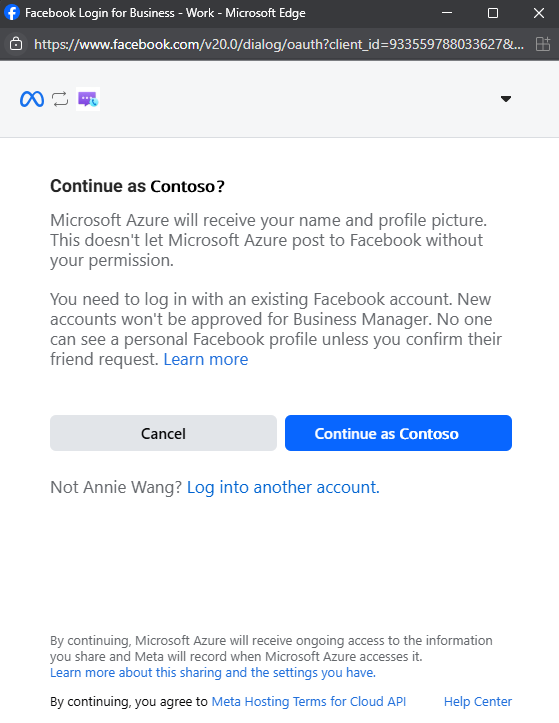 Facebook Login for Business - Work - Microsoft Edge
https://www.facebook.com/v20.0/dialog/oauth?client_id=93355978803 3627&...
Continue as Contoso?
Microsoft Azure will receive your name and profile picture.
This doesn't let Microsoft Azure post to Facebook without
your permission.
You need to log in with an existing Facebook account. New
accounts won't be approved for Business Manager. No one
can see a personal Facebook profile unless you confirm their
friend request. Learn more
Cancel
Continue as Contoso
Not Annie Wang? Log into another account.
By continuing, Microsoft Azure will receive ongoing access to the information
you share and Meta will record when Microsoft Azure accesses it.
Learn more about this sharing and the settings you have.
By continuing, you agree to Meta Hosting Terms for Cloud API
Help Center